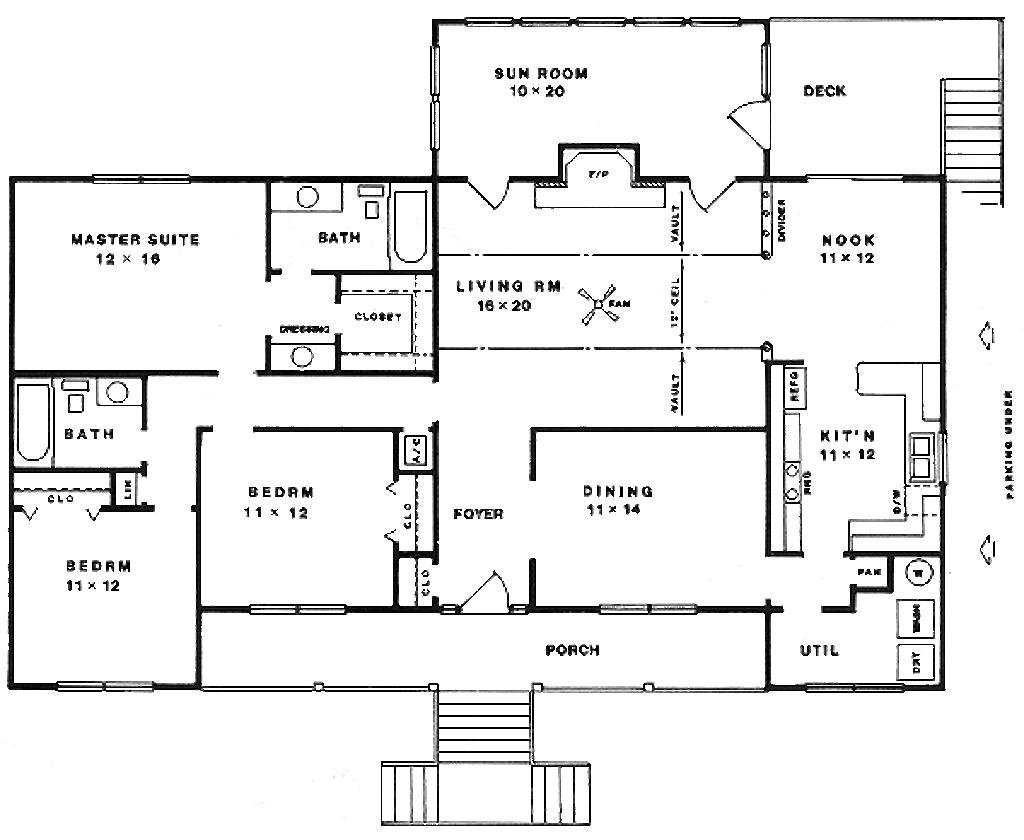 SUN ROOM
10 × 20
DECK
F/P
MASTER SUITE
12 × 16
BATH
VAULT
DIVIDER
NOOK
11 × 12
LIVING RM
16 × 20
FAN
12' CEIL
CLOSET
DRESSING
VAULT
REFG
BATH
A/C
KIT'N
11 × 12
PARKING UNDER
CLO
LIN
BEDRM
11 × 12
CLO
FOYER
DINING
11 × 14
RNG
D/W
BEDRM
11 × 12
CLO
PAN
WASH
PORCH
UTIL
DRY